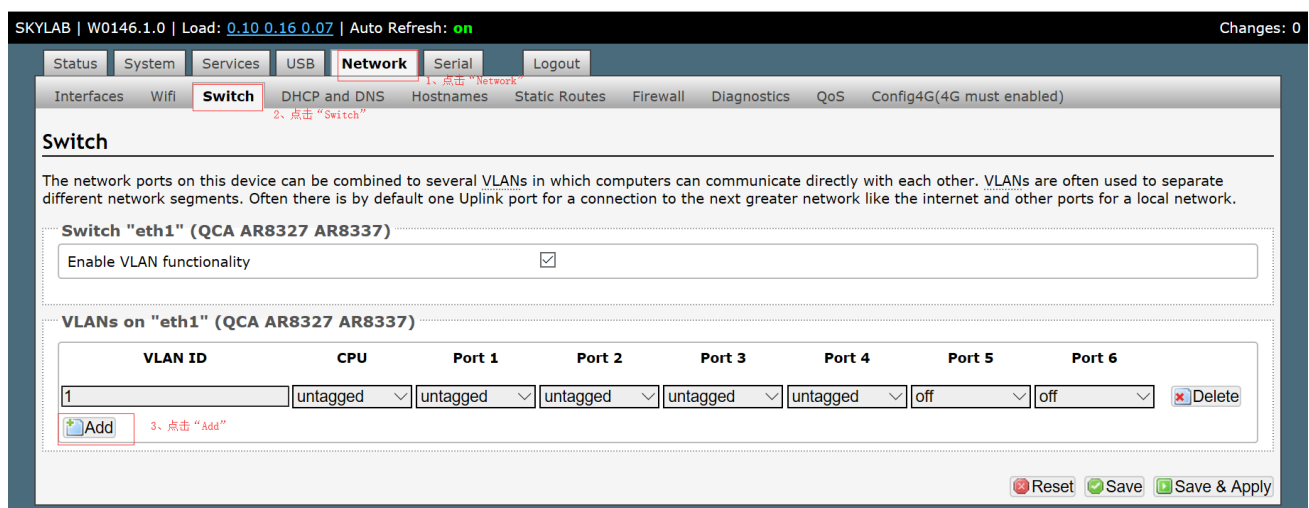 SKYLAB | W0146.1.0 | Load: 0.10 0.16 0.07 | Auto Refresh: on Changes: 0
Status System Services USB Network Serial Logout
1、点击“Network”
Interfaces Wifi Switch DHCP and DNS Hostnames Static Routes Firewall Diagnostics QoS Config4G(4G must enabled)
2、点击“Switch”
Switch
The network ports on this device can be combined to several VLANs in which computers can communicate directly with each other. VLANs are often used to separate
different network segments. Often there is by default one Uplink port for a connection to the next greater network like the internet and other ports for a local network.
Switch "eth1" (QCA AR8327 AR8337)
Enable VLAN functionality
VLANs on "eth1" (QCA AR8327 AR8337)
VLAN ID CPU Port 1 Port 2 Port 3 Port 4 Port 5 Port 6
1 untagged untagged untagged untagged untagged off off Delete
Add 3、点击“Add”
Reset Save Save & Apply